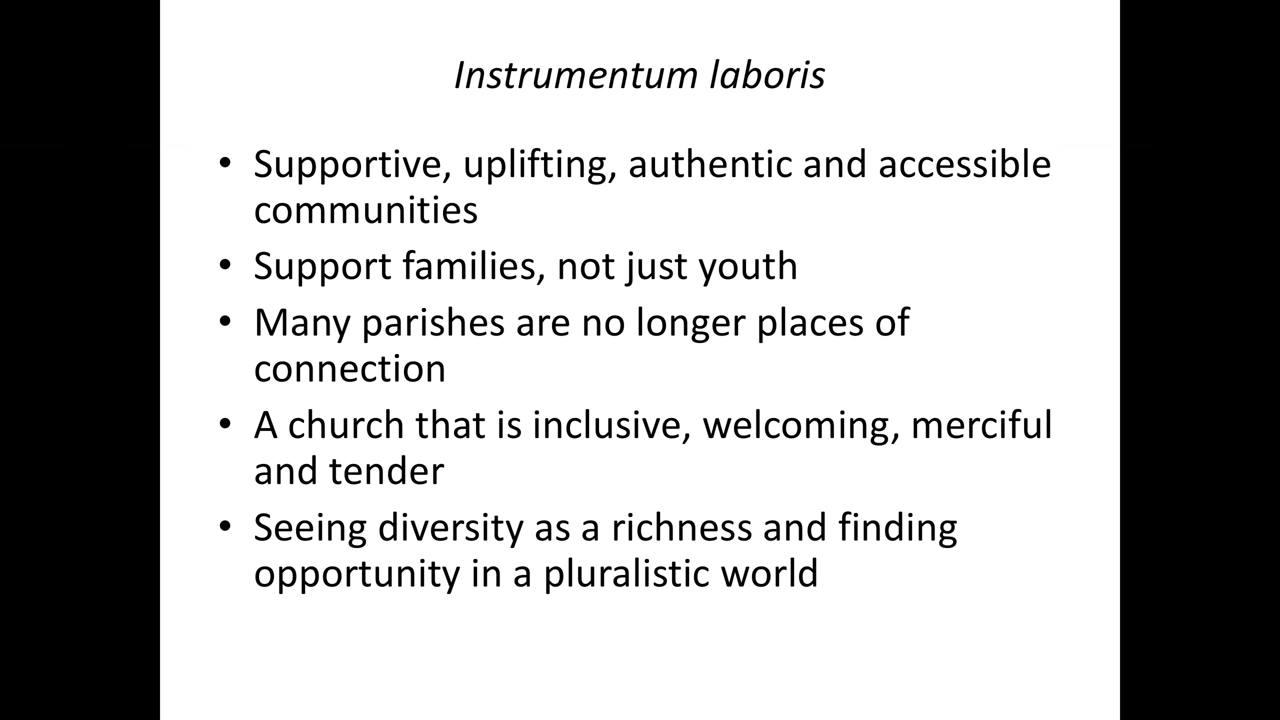 Instrumentum laboris
• Supportive, uplifting, authentic and accessible
communities
• Support families, not just youth
• Many parishes are no longer places of
connection
• A church that is inclusive, welcoming, merciful
and tender
• Seeing diversity as a richness and finding
opportunity in a pluralistic world